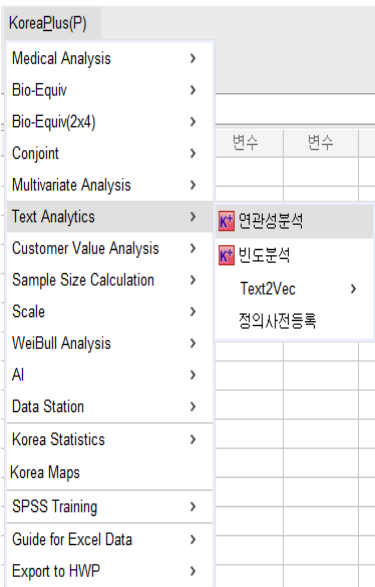 KoreaPlus(P)
Medical Analysis
Bio-Equiv
Bio-Equiv(2x4)
변수 변수
Conjoint
Multivariate Analysis
Text Analytics
K+ 연관성분석
Customer Value Analysis
K+ 빈도분석
Sample Size Calculation
Text2Vec
Scale
정의사전등록
WeiBull Analysis
AI
Data Station
Korea Statistics
Korea Maps
SPSS Training
Guide for Excel Data
Export to HWP